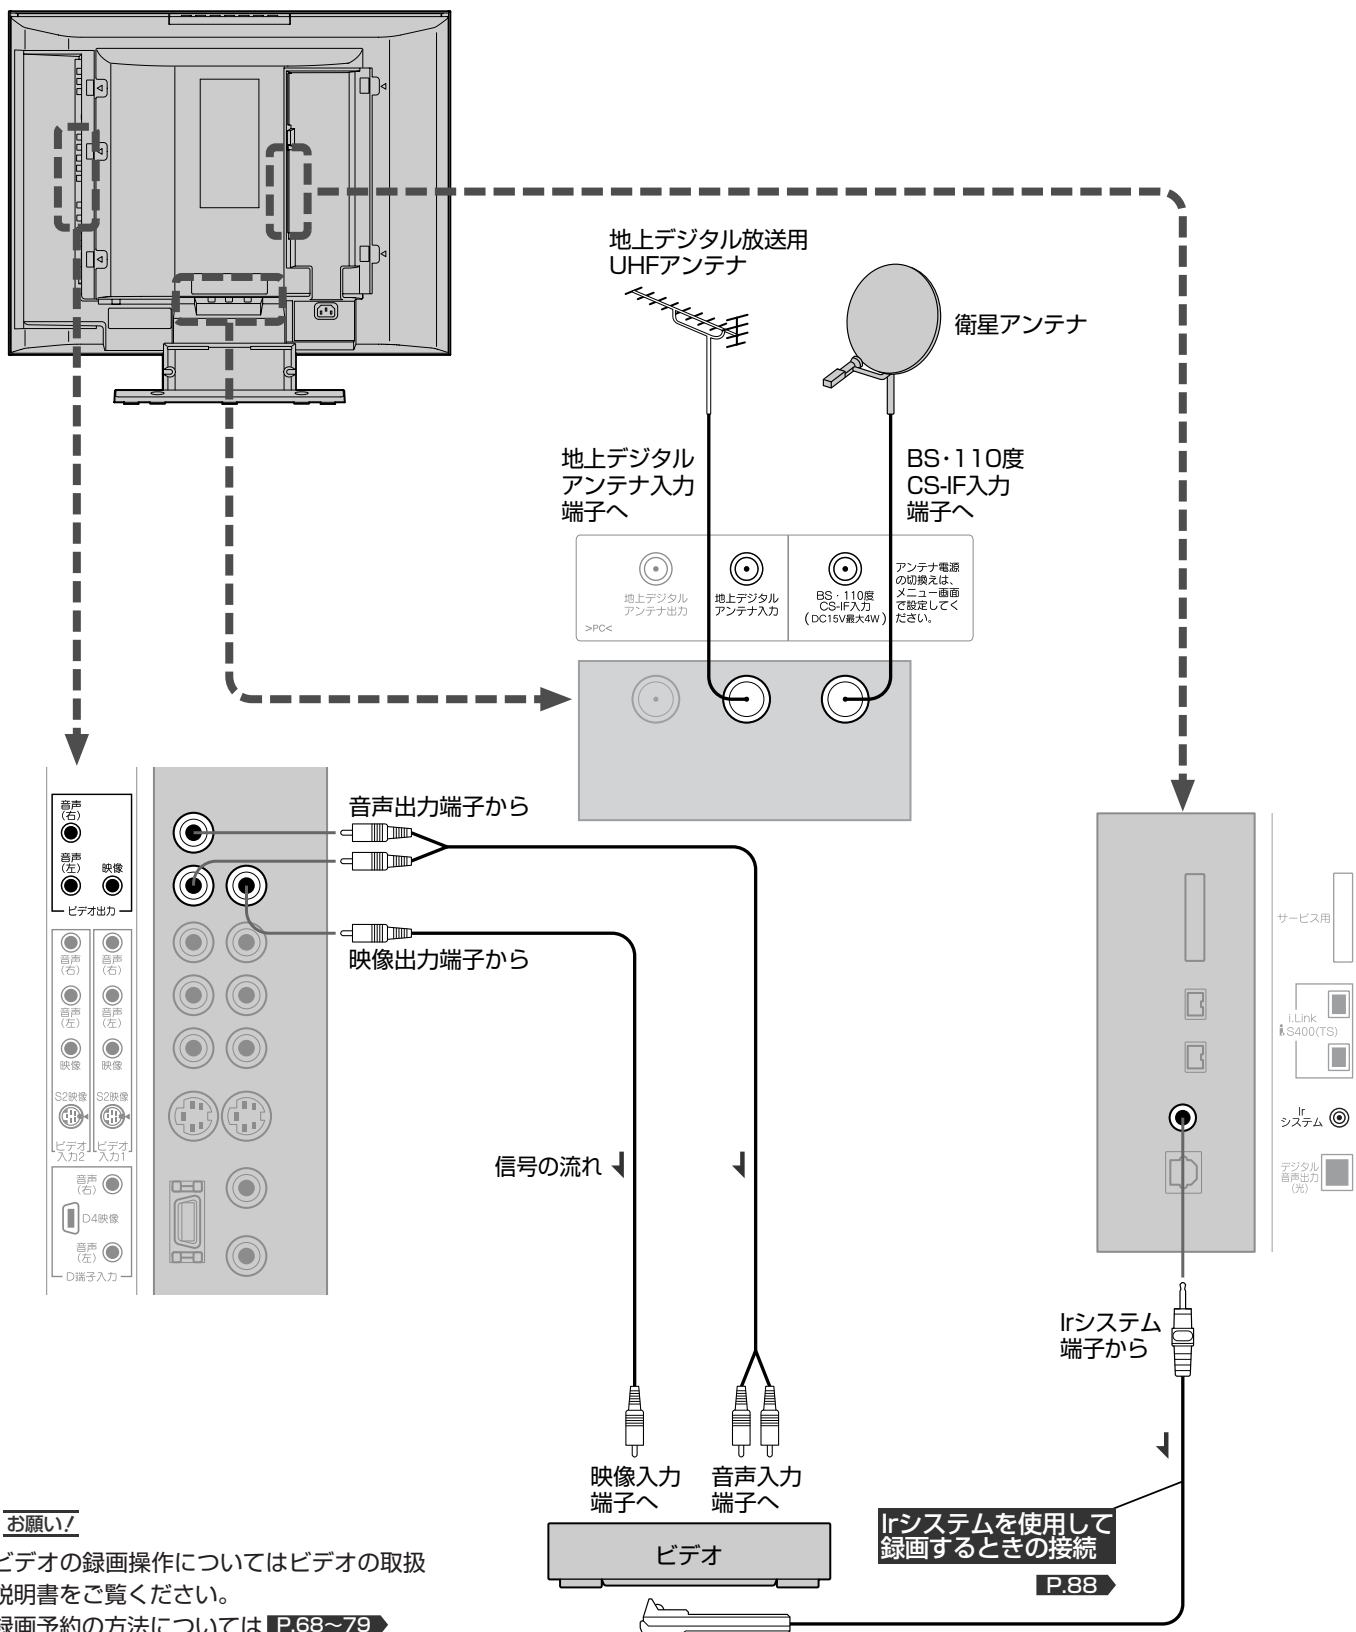 地上デジタル放送用
UHFアンテナ
衛星アンテナ
地上デジタル
アンテナ入力
端子へ
BS･110度
CS-IF入力
端子へ
地上デジタル
アンテナ出力
>PC<
地上デジタル
アンテナ入力
BS・110度
CS-IF入力
(DC15V最大4W)
アンテナ電源
の切換えは、
メニュー画面
で設定してく
ださい。
音声
(右)
音声
(左)
映像
ビデオ出力
音声
(右)
音声
(右)
音声
(左)
音声
(左)
映像
映像
S2映像
S2映像
ビデオ
入力2
ビデオ
入力1
音声
(右)
D4映像
音声
(左)
D端子入力
音声出力端子から
映像出力端子から
信号の流れ
サービス用
i.Link
S400(TS)
Ir
システム
デジタル
音声出力
(光)
Irシステム
端子から
映像入力
端子へ
音声入力
端子へ
ビデオ
Irシステムを使用して
録画するときの接続
P.88
お願い!
ビデオの録画操作についてはビデオの取扱
説明書をご覧ください。
録画予約の方法については P.68~79